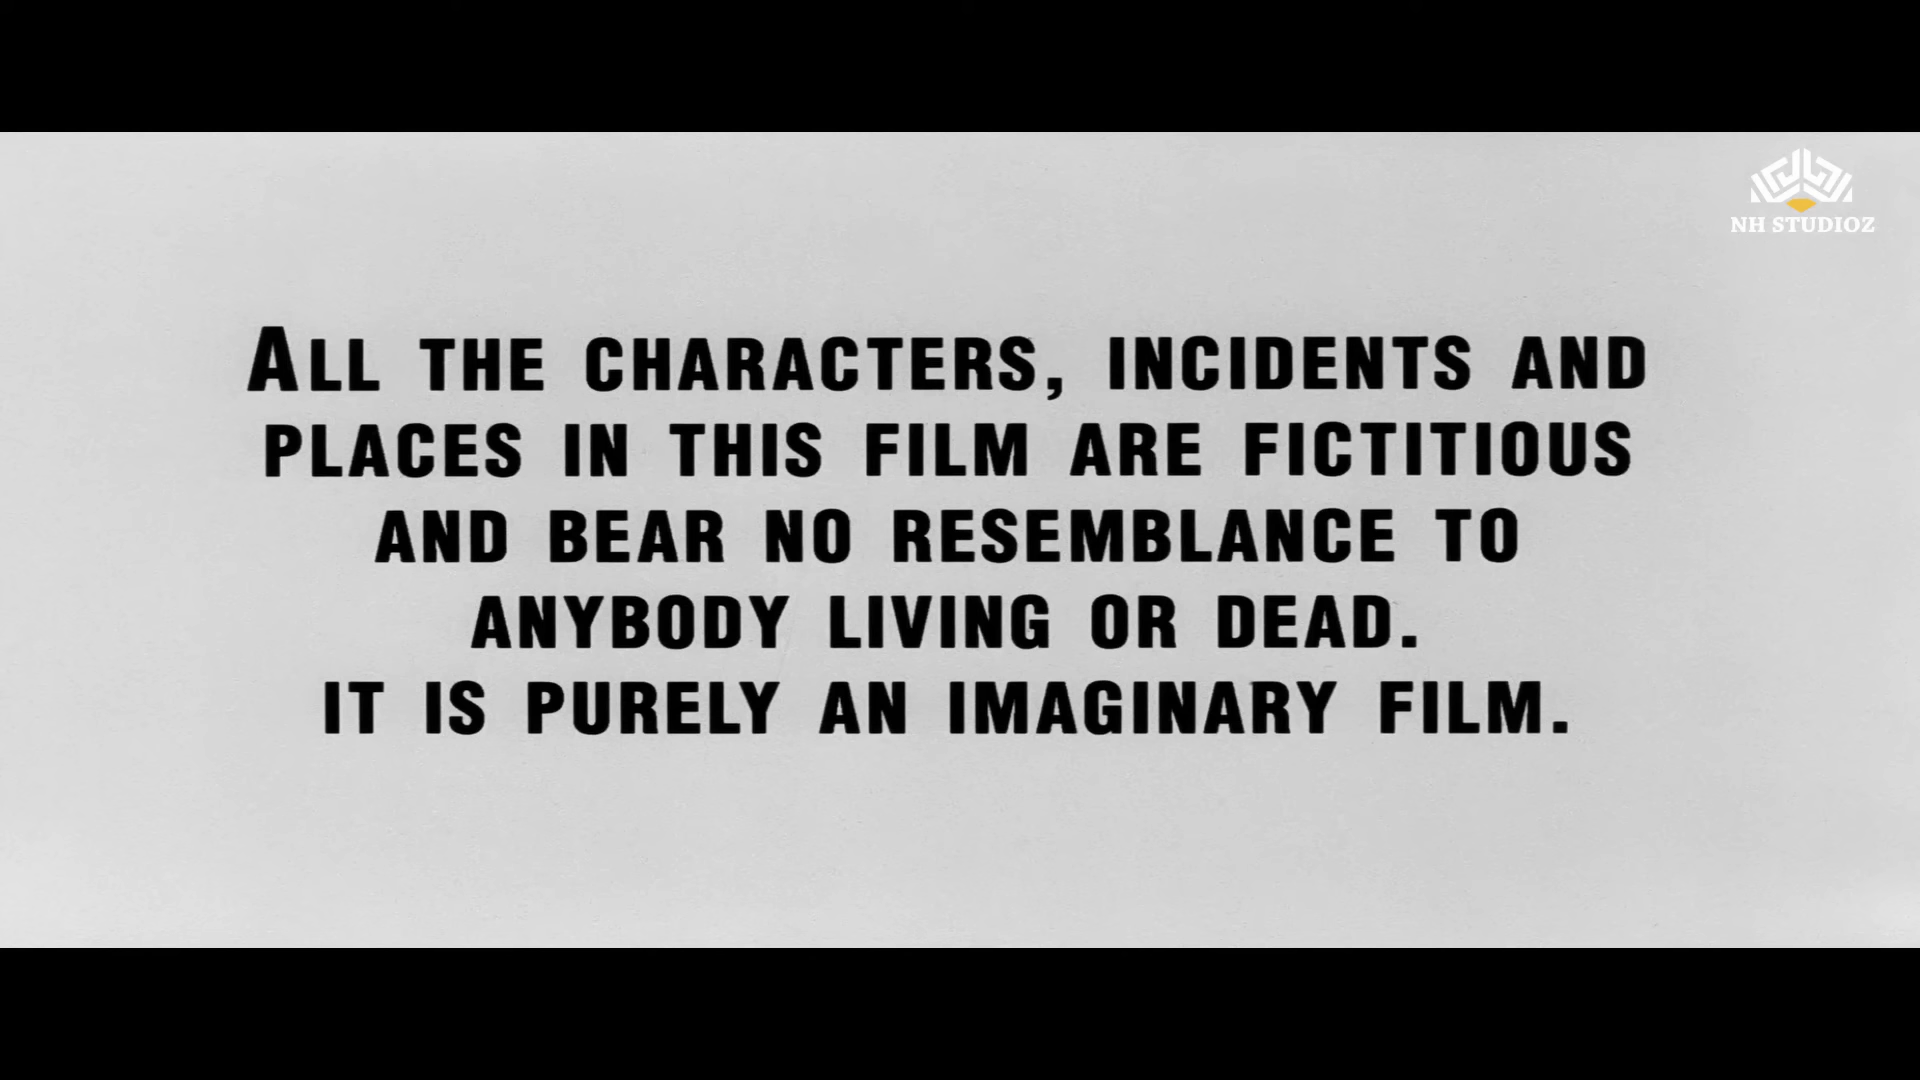 NH STUDIOZ
ALL THE CHARACTERS, INCIDENTS AND
PLACES IN THIS FILM ARE FICTITIOUS
AND BEAR NO RESEMBLANCE TO
ANYBODY LIVING OR DEAD.
IT IS PURELY AN IMAGINARY FILM.